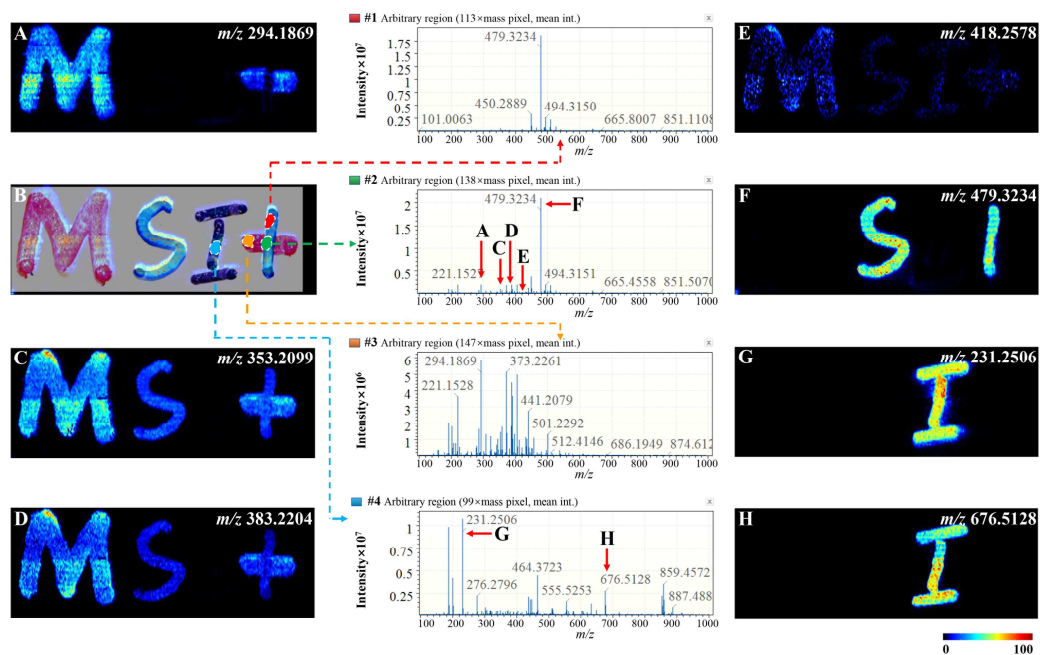 A
m/z 294.1869
B
C
m/z 353.2099
D
m/z 383.2204
#1 Arbitrary region (113×mass pixel, mean int.)
x
Intensity×10⁷
1.75
1.5
1.25
1
0.75
0.5
0.25
479.3234
450.2889
494.3150
101.0063
665.8007
851.1108
100 200 300 400 500 600 700 800 900 1000
m/z
#2 Arbitrary region (138×mass pixel, mean int.)
x
Intensity×10⁷
2
1.5
1
0.5
479.3234
F
A
D
C
E
221.152
494.3151
665.4558
851.5070
100 200 300 400 500 600 700 800 900 1000
m/z
#3 Arbitrary region (147×mass pixel, mean int.)
x
Intensity×10⁶
6
5
4
3
2
1
294.1869
373.2261
221.1528
441.2079
501.2292
512.4146
686.1949
874.612
100 200 300 400 500 600 700 800 900 1000
m/z
#4 Arbitrary region (99×mass pixel, mean int.)
x
Intensity×10⁷
1
0.75
0.5
0.25
231.2506
G
H
464.3723
676.5128
859.4572
276.2796
555.5253
887.488
100 200 300 400 500 600 700 800 900 1000
m/z
E
m/z 418.2578
F
m/z 479.3234
G
m/z 231.2506
H
m/z 676.5128
0
100
MSI+